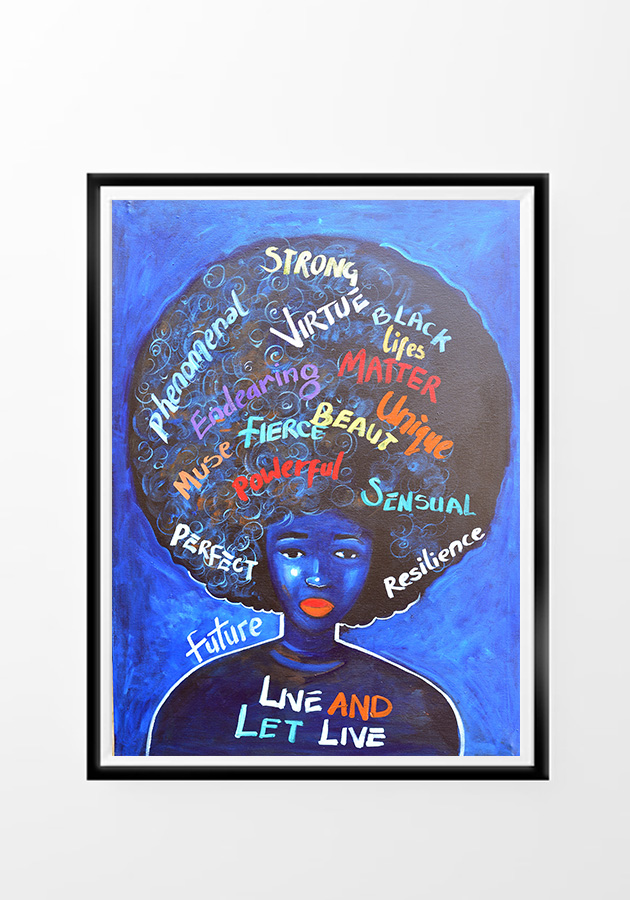 STRONG
VIRTUE
BLACK
lifes
MATTER
phenomenal
Endearing
Unique
BEAUT
FIERCE
MUSE
Powerful
SENSUAL
PERFECT
Resilience
Future
LIVE AND
LET LIVE